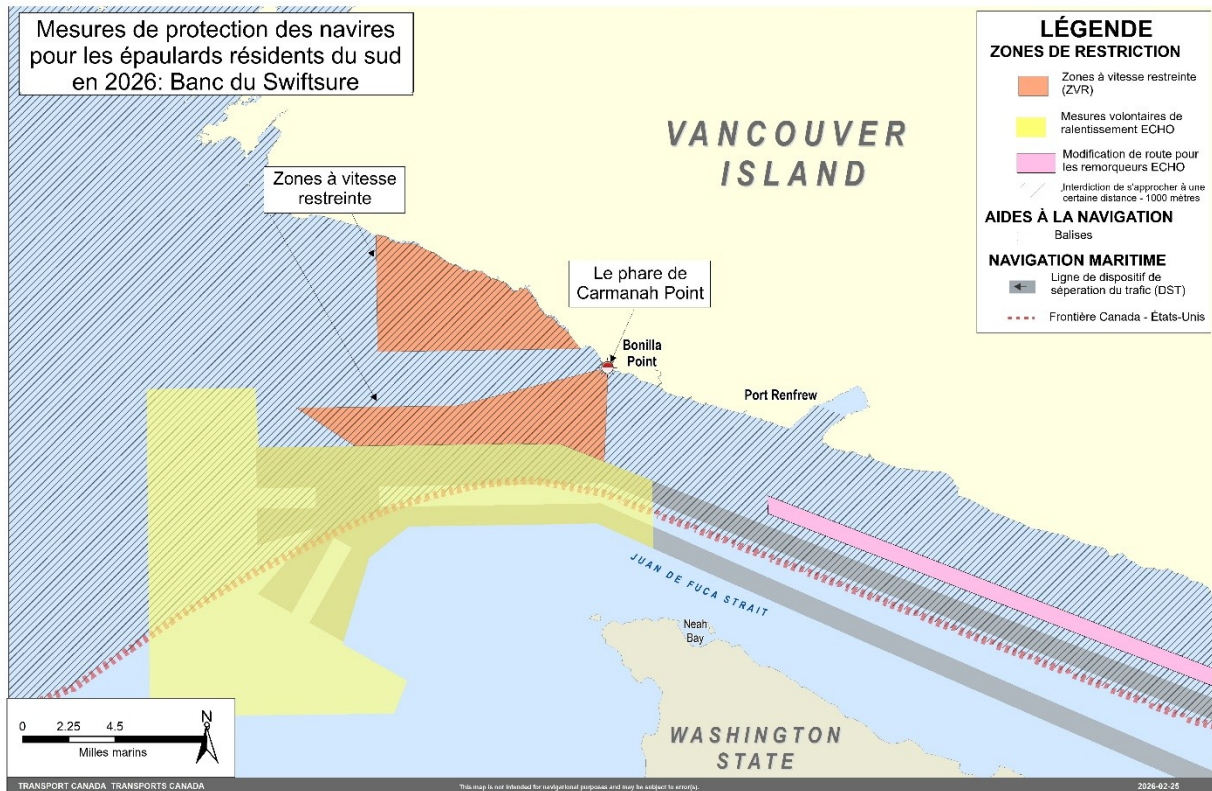 Mesures de protection des navires
pour les épaulards résidents du sud
en 2026: Banc du Swiftsure
LÉGENDE
ZONES DE RESTRICTION
Zones à vitesse restreinte
(ZVR)
Mesures volontaires de
ralentissement ECHO
Modification de route pour
les remorqueurs ECHO
Interdiction de s'approcher à une
certaine distance - 1000 mètres
AIDES À LA NAVIGATION
Balises
NAVIGATION MARITIME
Ligne de dispositif de
séperation du trafic (DST)
Frontière Canada - États-Unis
VANCOUVER
ISLAND
Zones à vitesse
restreinte
Le phare de
Carmanah Point
Bonilla
Point
Port Renfrew
JUAN DE FUCA STRAIT
Neah
Bay
WASHINGTON
STATE
0 2.25 4.5
Milles marins
N
TRANSPORT CANADA TRANSPORTS CANADA
This map is not intended for navigational purposes and may be subject to error(s).
2026-02-25